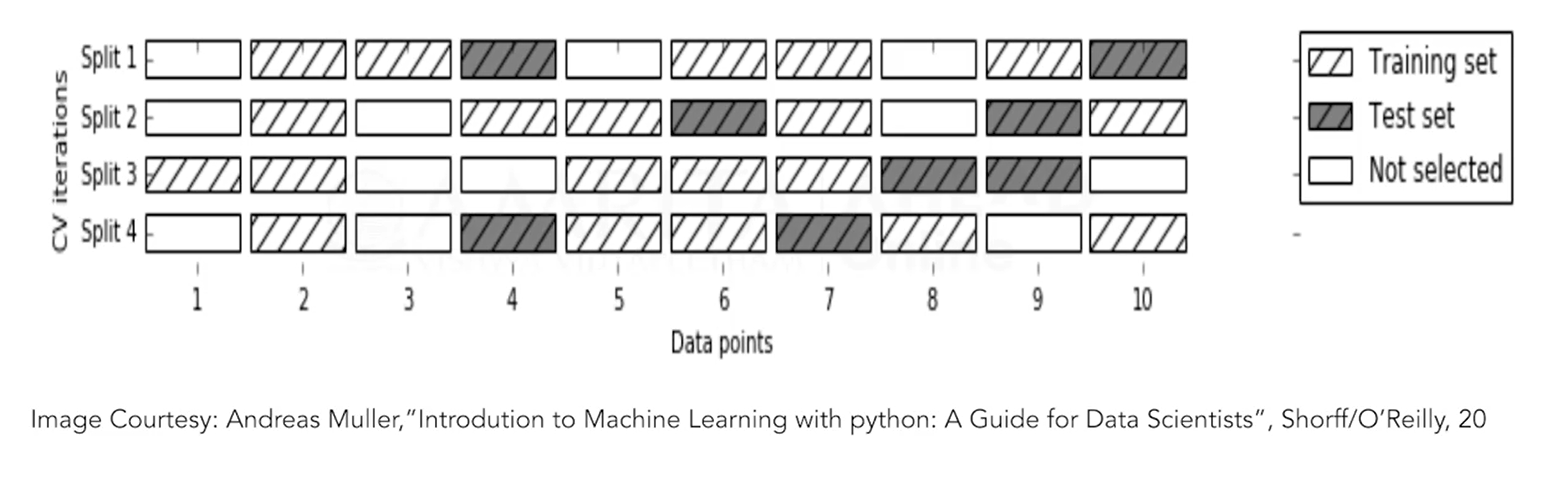 CV iterations
Split 1
Split 2
Split 3
Split 4
1 2 3 4 5 6 7 8 9 10
Data points
Training set
Test set
Not selected
Image Courtesy: Andreas Muller,“Introdution to Machine Learning with python: A Guide for Data Scientists”, Shorff/O’Reilly, 20